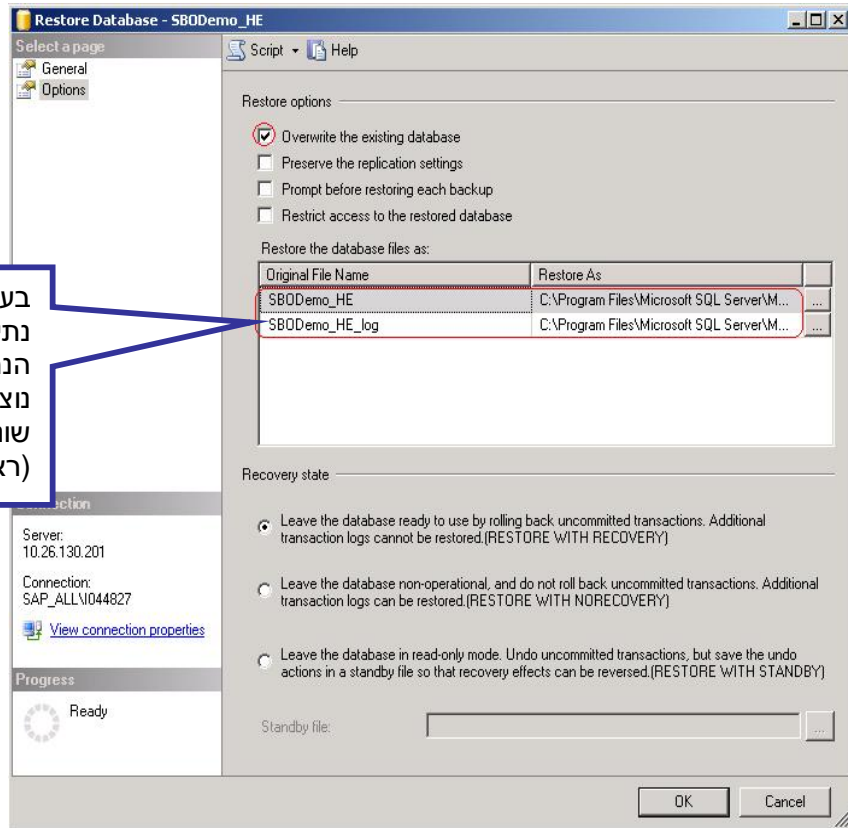 Restore Database - SBODemo_HE
Select a page
General
Options
Script
Help
Restore options
Overwrite the existing database
Preserve the replication settings
Prompt before restoring each backup
Restrict access to the restored database
Restore the database files as:
Original File Name Restore As
SBODemo_HE C:\Program Files\Microsoft SQL Server\M... ...
SBODemo_HE_log C:\Program Files\Microsoft SQL Server\M... ...
Recovery state
Leave the database ready to use by rolling back uncommitted transactions. Additional
transaction logs cannot be restored.(RESTORE WITH RECOVERY)
Leave the database non-operational, and do not roll back uncommitted transactions. Additional
transaction logs can be restored.(RESTORE WITH NORECOVERY)
Leave the database in read-only mode. Undo uncommitted transactions, but save the undo
actions in a standby file so that recovery effects can be reversed.(RESTORE WITH STANDBY)
Standby file:
...
Server:
10.26.130.201
Connection:
SAP_ALL\I044827
View connection properties
Progress
Ready
OK Cancel